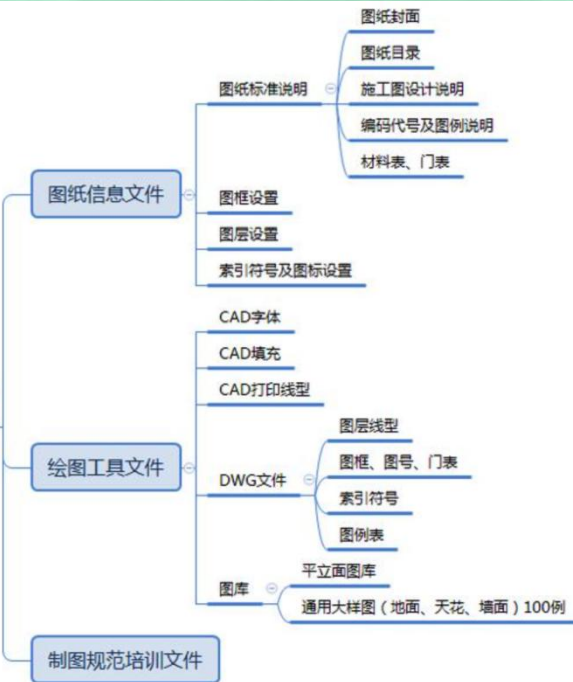 图纸信息文件
图纸标准说明
图纸封面
图纸目录
施工图设计说明
编码代号及图例说明
材料表、门表
图框设置
图层设置
索引符号及图标设置
绘图工具文件
CAD字体
CAD填充
CAD打印线型
DWG文件
图层线型
图框、图号、门表
索引符号
图例表
图库
平立面图库
通用大样图（地面、天花、墙面）100例
制图规范培训文件